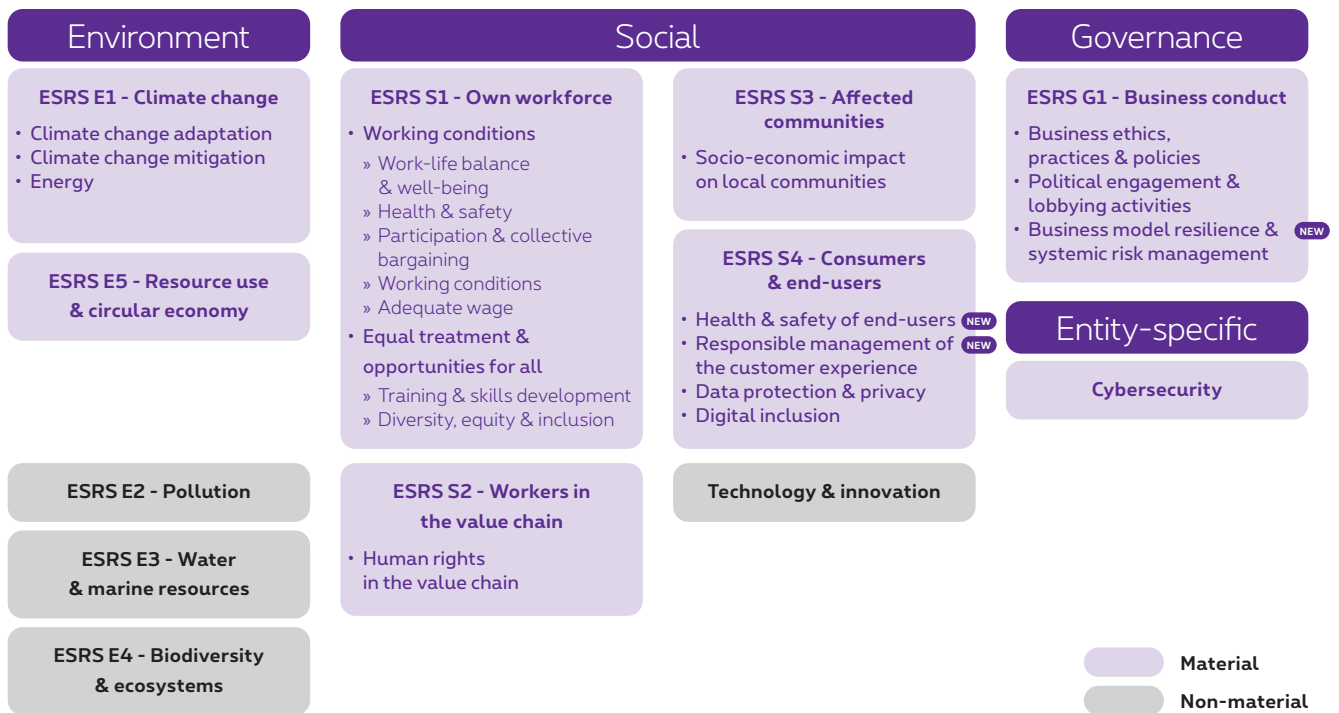 Environment
ESRS E1 - Climate change
• Climate change adaptation
• Climate change mitigation
• Energy
ESRS E5 - Resource use
& circular economy
ESRS E2 - Pollution
ESRS E3 - Water
& marine resources
ESRS E4 - Biodiversity
& ecosystems
Social
ESRS S1 - Own workforce
• Working conditions
» Work-life balance
& well-being
» Health & safety
» Participation & collective
bargaining
» Working conditions
» Adequate wage
• Equal treatment &
opportunities for all
» Training & skills development
» Diversity, equity & inclusion
ESRS S2 - Workers in
the value chain
• Human rights
in the value chain
ESRS S3 - Affected
communities
• Socio-economic impact
on local communities
ESRS S4 - Consumers
& end-users
• Health & safety of end-users NEW
• Responsible management of NEW
the customer experience
• Data protection & privacy
• Digital inclusion
Technology & innovation
Governance
ESRS G1 - Business conduct
• Business ethics,
practices & policies
• Political engagement &
lobbying activities
• Business model resilience & NEW
systemic risk management
Entity-specific
Cybersecurity
Material
Non-material